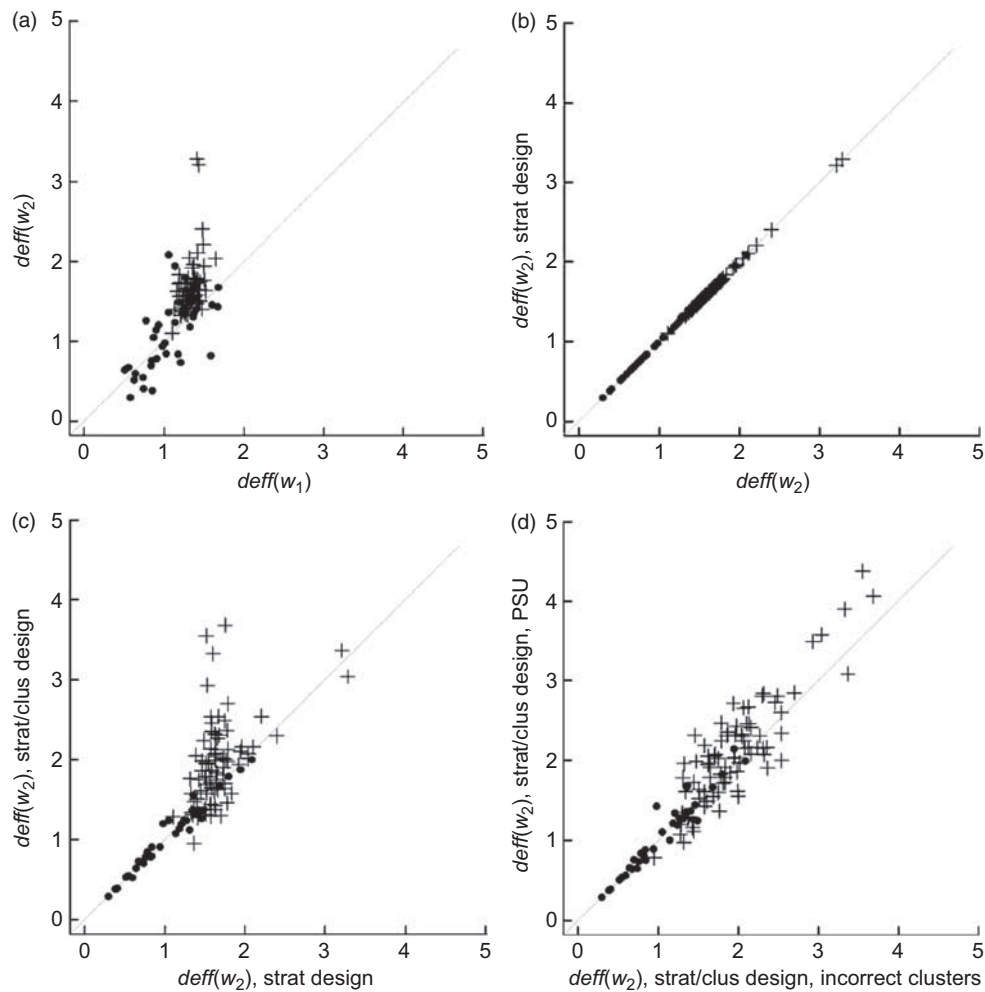 (a)
5
4
3
2
1
0
deff(w₂)
0 1 2 3 4 5
deff(w₁)
(b)
5
4
3
2
1
0
deff(w₂), strat design
0 1 2 3 4 5
deff(w₂)
(c)
5
4
3
2
1
0
deff(w₂), strat/clus design
0 1 2 3 4 5
deff(w₂), strat design
(d)
5
4
3
2
1
0
deff(w₂), strat/clus design, PSU
0 1 2 3 4 5
deff(w₂), strat/clus design, incorrect clusters